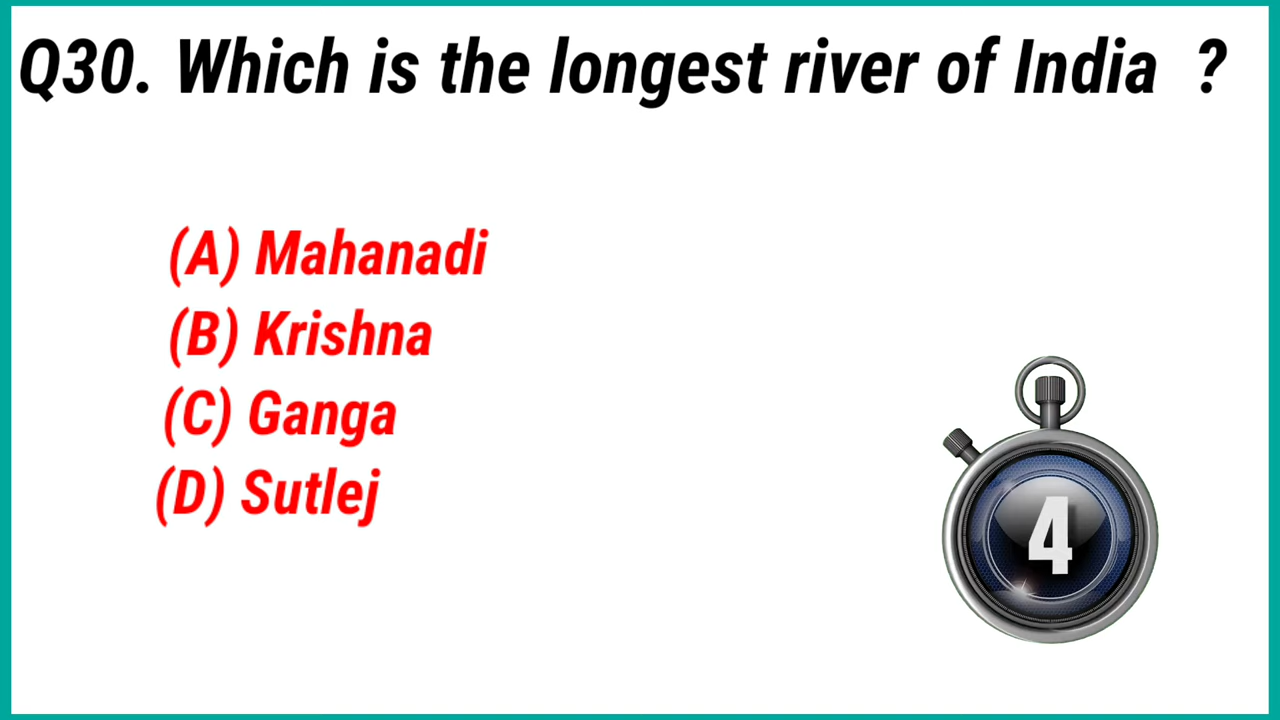 Q30. Which is the longest river of India ?
(A) Mahanadi
(B) Krishna
(C) Ganga
(D) Sutlej
4